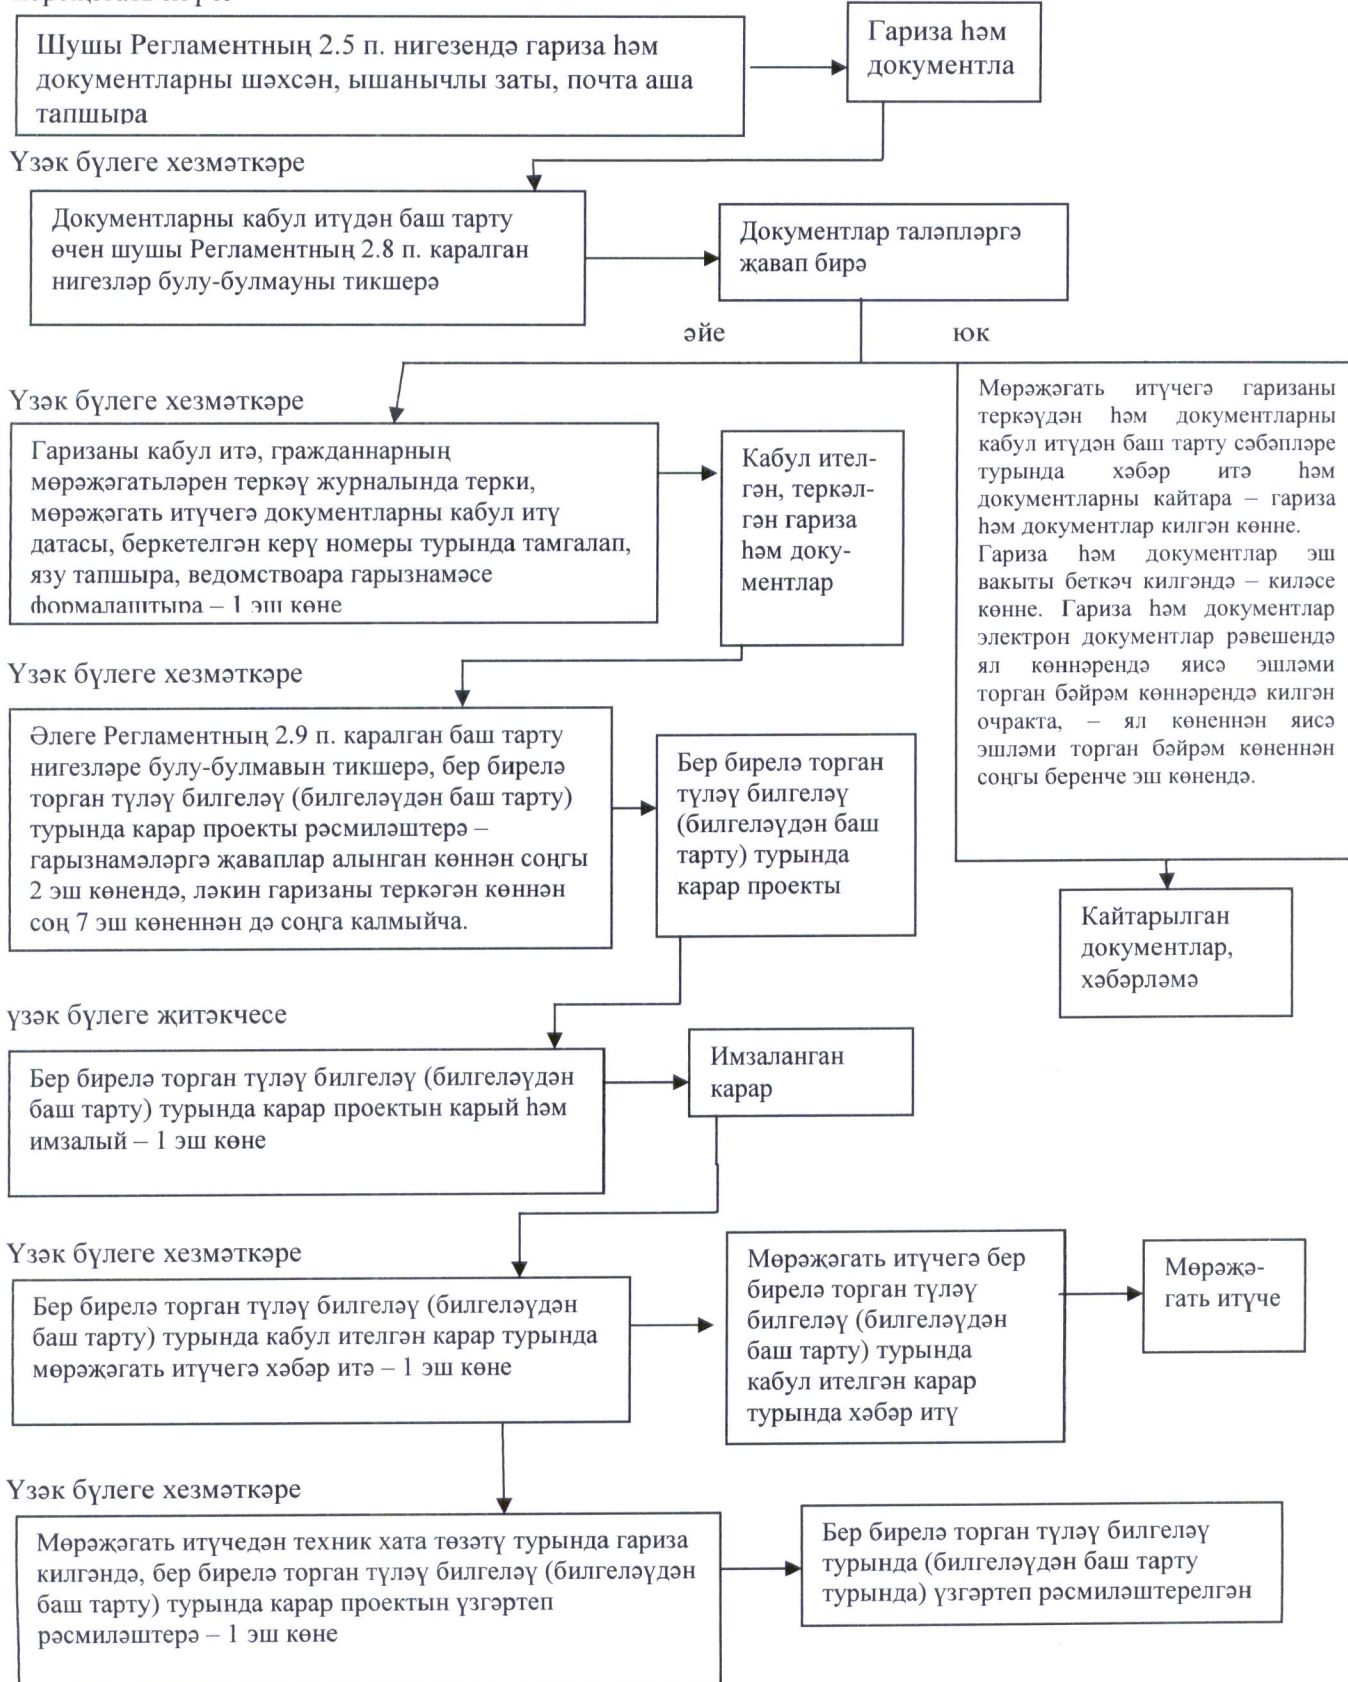 Шушы Регламентның 2.5 п. нигезендә гариза һәм
документларны шәхсән, ышанычлы заты, почта аша
тапшыра
Гариза һәм
документла
Үзәк бүлеге хезмәткәре
Документларны кабул итүдән баш тарту
өчен шушы Регламентның 2.8 п. каралган
нигезләр булу-булмауны тикшерә
Документлар таләпләргә
җавап бирә
әйе
юк
Үзәк бүлеге хезмәткәре
Гаризаны кабул итә, гражданнарның
мөрәҗәгатьләрен теркәү журналында терки,
мөрәҗәгать итүчегә документларны кабул итү
датасы, беркетелгән керү номеры турында тамгалап,
язу тапшыра, ведомствоара гарызнамәсе
формалаштыра – 1 эш көне
Кабул ител-
гән, теркәл-
гән гариза
һәм доку-
ментлар
Мөрәҗәгать итүчегә гаризаны
теркәүдән һәм документларны
кабул итүдән баш тарту сәбәпләре
турында хәбәр итә һәм
документларны кайтара – гариза
һәм документлар килгән көнне.
Гариза һәм документлар эш
вакыты беткәч килгәндә – киләсе
көнне. Гариза һәм документлар
электрон документлар рәвешендә
ял көннәрендә яисә эшләми
торган бәйрәм көннәрендә килгән
очракта, – ял көненнән яисә
эшләми торган бәйрәм көненнән
соңгы беренче эш көнендә.
Үзәк бүлеге хезмәткәре
Әлеге Регламентның 2.9 п. каралган баш тарту
нигезләре булу-булмавын тикшерә, бер бирелә
торган түләү билгеләү (билгеләүдән баш тарту)
турында карар проекты рәсмиләштерә –
гарызнамәләргә җаваплар алынган көннән соңгы
2 эш көнендә, ләкин гаризаны теркәгән көннән
соң 7 эш көненнән дә соңга калмыйча.
Бер бирелә торган
түләү билгеләү
(билгеләүдән баш
тарту) турында
карар проекты
Кайтарылган
документлар,
хәбәрләмә
үзәк бүлеге җитәкчесе
Бер бирелә торган түләү билгеләү (билгеләүдән
баш тарту) турында карар проектын карый һәм
имзалый – 1 эш көне
Имзаланган
карар
Үзәк бүлеге хезмәткәре
Бер бирелә торган түләү билгеләү (билгеләүдән
баш тарту) турында кабул ителгән карар турында
мөрәҗәгать итүчегә хәбәр итә – 1 эш көне
Мөрәҗәгать итүчегә бер
бирелә торган түләү
билгеләү (билгеләүдән
баш тарту) турында
кабул ителгән карар
турында хәбәр итү
Мөрәҗә-
гать итүче
Үзәк бүлеге хезмәткәре
Мөрәҗәгать итүчедән техник хата төзәтү турында гариза
килгәндә, бер бирелә торган түләү билгеләү (билгеләүдән
баш тарту) турында карар проектын үзгәртеп
рәсмиләштерә – 1 эш көне
Бер бирелә торган түләү билгеләү
турында (билгеләүдән баш тарту
турында) үзгәртеп рәсмиләштерелгән